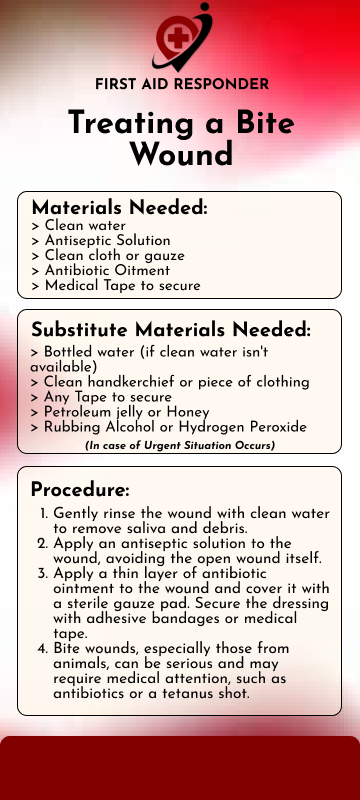 FIRST AID RESPONDER
Treating a Bite
Wound
Materials Needed:
> Clean water
> Antiseptic Solution
> Clean cloth or gauze
> Antibiotic Oitment
> Medical Tape to secure
Substitute Materials Needed:
> Bottled water (if clean water isn't
available)
> Clean handkerchief or piece of clothing
> Any Tape to secure
> Petroleum jelly or Honey
> Rubbing Alcohol or Hydrogen Peroxide
(In case of Urgent Situation Occurs)
Procedure:
1. Gently rinse the wound with clean water
to remove saliva and debris.
2. Apply an antiseptic solution to the
wound, avoiding the open wound itself.
3. Apply a thin layer of antibiotic
ointment to the wound and cover it with
a sterile gauze pad. Secure the dressing
with adhesive bandages or medical
tape.
4. Bite wounds, especially those from
animals, can be serious and may
require medical attention, such as
antibiotics or a tetanus shot.